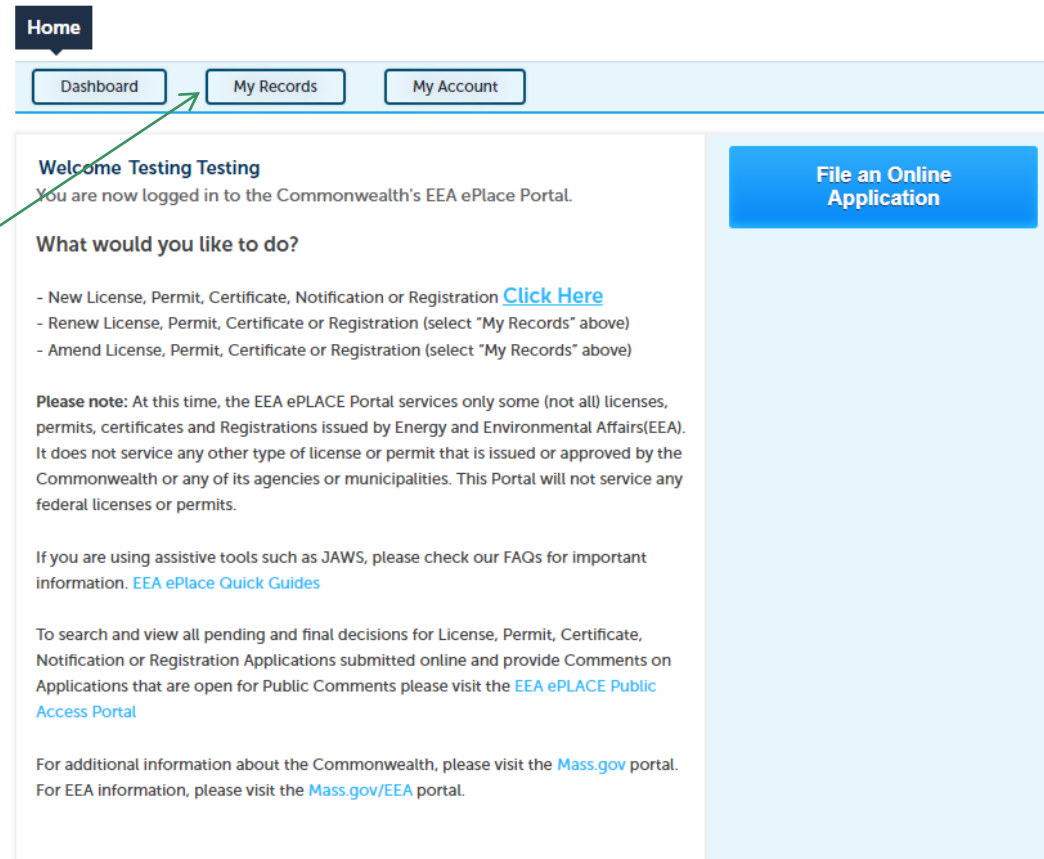 Home
Dashboard
My Records
My Account
Welcome Testing Testing
You are now logged in to the Commonwealth's EEA ePlace Portal.
What would you like to do?
- New License, Permit, Certificate, Notification or Registration Click Here
- Renew License, Permit, Certificate or Registration (select "My Records" above)
- Amend License, Permit, Certificate or Registration (select "My Records" above)
Please note: At this time, the EEA ePLACE Portal services only some (not all) licenses,
permits, certificates and Registrations issued by Energy and Environmental Affairs(EEA).
It does not service any other type of license or permit that is issued or approved by the
Commonwealth or any of its agencies or municipalities. This Portal will not service any
federal licenses or permits.
If you are using assistive tools such as JAWS, please check our FAQs for important
information. EEA ePlace Quick Guides
To search and view all pending and final decisions for License, Permit, Certificate,
Notification or Registration Applications submitted online and provide Comments on
Applications that are open for Public Comments please visit the EEA ePLACE Public
Access Portal
For additional information about the Commonwealth, please visit the Mass.gov portal.
For EEA information, please visit the Mass.gov/EEA portal.
File an Online
Application